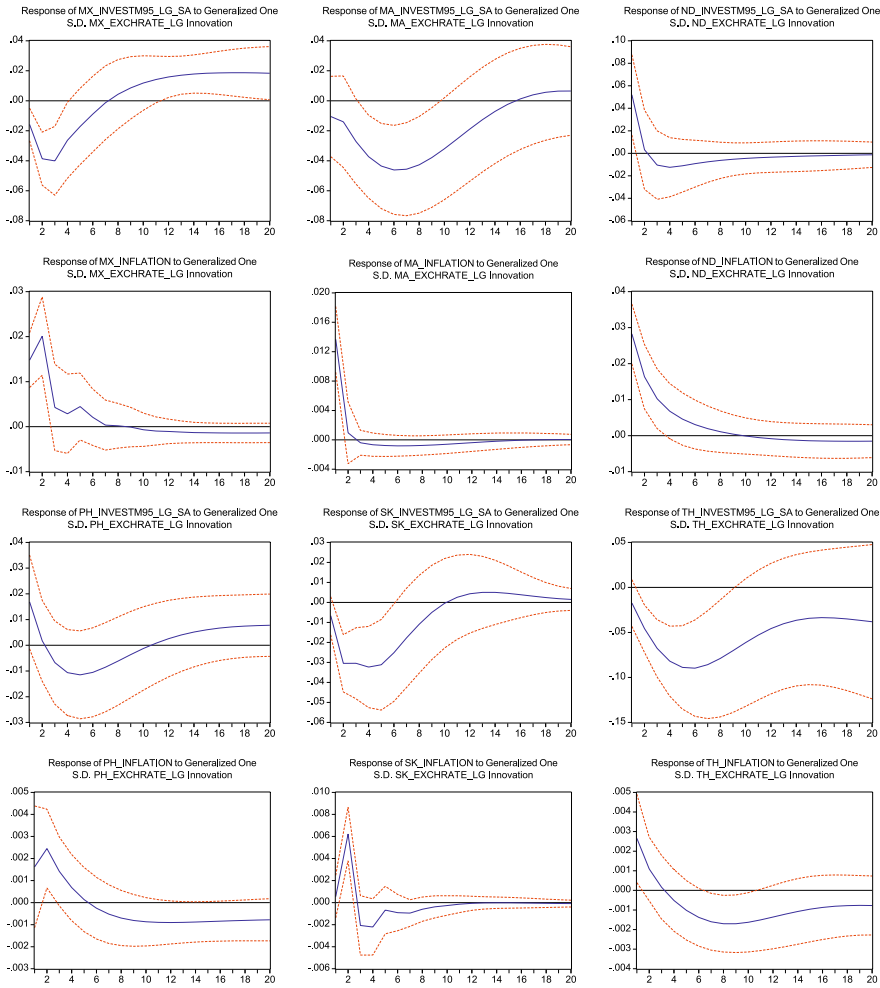 Response of MX_INVESTM95_LG_SA to Generalized One
S.D. MX_EXCHRATE_LG Innovation
.04
.02
.00
-.02
-.04
-.06
-.08
2 4 6 8 10 12 14 16 18 20
Response of MA_INVESTM95_LG_SA to Generalized One
S.D. MA_EXCHRATE_LG Innovation
.04
.02
.00
-.02
-.04
-.06
-.08
2 4 6 8 10 12 14 16 18 20
Response of ND_INVESTM95_LG_SA to Generalized One
S.D. ND_EXCHRATE_LG Innovation
.10
.08
.06
.04
.02
.00
-.02
-.04
-.06
2 4 6 8 10 12 14 16 18 20
Response of MX_INFLATION to Generalized One
S.D. MX_EXCHRATE_LG Innovation
.03
.02
.01
.00
-.01
2 4 6 8 10 12 14 16 18 20
Response of MA_INFLATION to Generalized One
S.D. MA_EXCHRATE_LG Innovation
.020
.016
.012
.008
.004
.000
-.004
2 4 6 8 10 12 14 16 18 20
Response of ND_INFLATION to Generalized One
S.D. ND_EXCHRATE_LG Innovation
.04
.03
.02
.01
.00
-.01
2 4 6 8 10 12 14 16 18 20
Response of PH_INVESTM95_LG_SA to Generalized One
S.D. PH_EXCHRATE_LG Innovation
.04
.03
.02
.01
.00
-.01
-.02
-.03
2 4 6 8 10 12 14 16 18 20
Response of SK_INVESTM95_LG_SA to Generalized One
S.D. SK_EXCHRATE_LG Innovation
.03
.02
.01
.00
-.01
-.02
-.03
-.04
-.05
-.06
2 4 6 8 10 12 14 16 18 20
Response of TH_INVESTM95_LG_SA to Generalized One
S.D. TH_EXCHRATE_LG Innovation
.05
.00
-.05
-.10
-.15
2 4 6 8 10 12 14 16 18 20
Response of PH_INFLATION to Generalized One
S.D. PH_EXCHRATE_LG Innovation
.005
.004
.003
.002
.001
.000
-.001
-.002
-.003
2 4 6 8 10 12 14 16 18 20
Response of SK_INFLATION to Generalized One
S.D. SK_EXCHRATE_LG Innovation
.010
.008
.006
.004
.002
.000
-.002
-.004
-.006
2 4 6 8 10 12 14 16 18 20
Response of TH_INFLATION to Generalized One
S.D. TH_EXCHRATE_LG Innovation
.005
.004
.003
.002
.001
.000
-.001
-.002
-.003
-.004
2 4 6 8 10 12 14 16 18 20